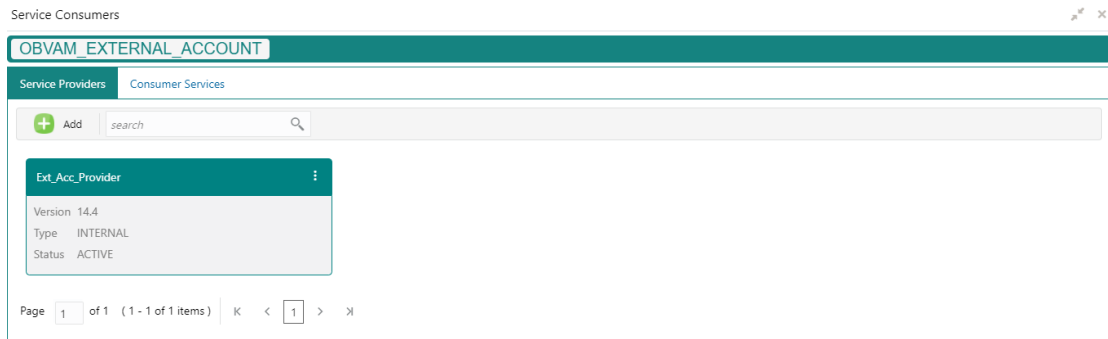 Service Consumers
OBVAM_EXTERNAL_ACCOUNT
Service Providers Consumer Services
Add search
Ext_Acc_Provider
Version 14.4
Type INTERNAL
Status ACTIVE
Page 1 of 1 ( 1 - 1 of 1 items ) 1